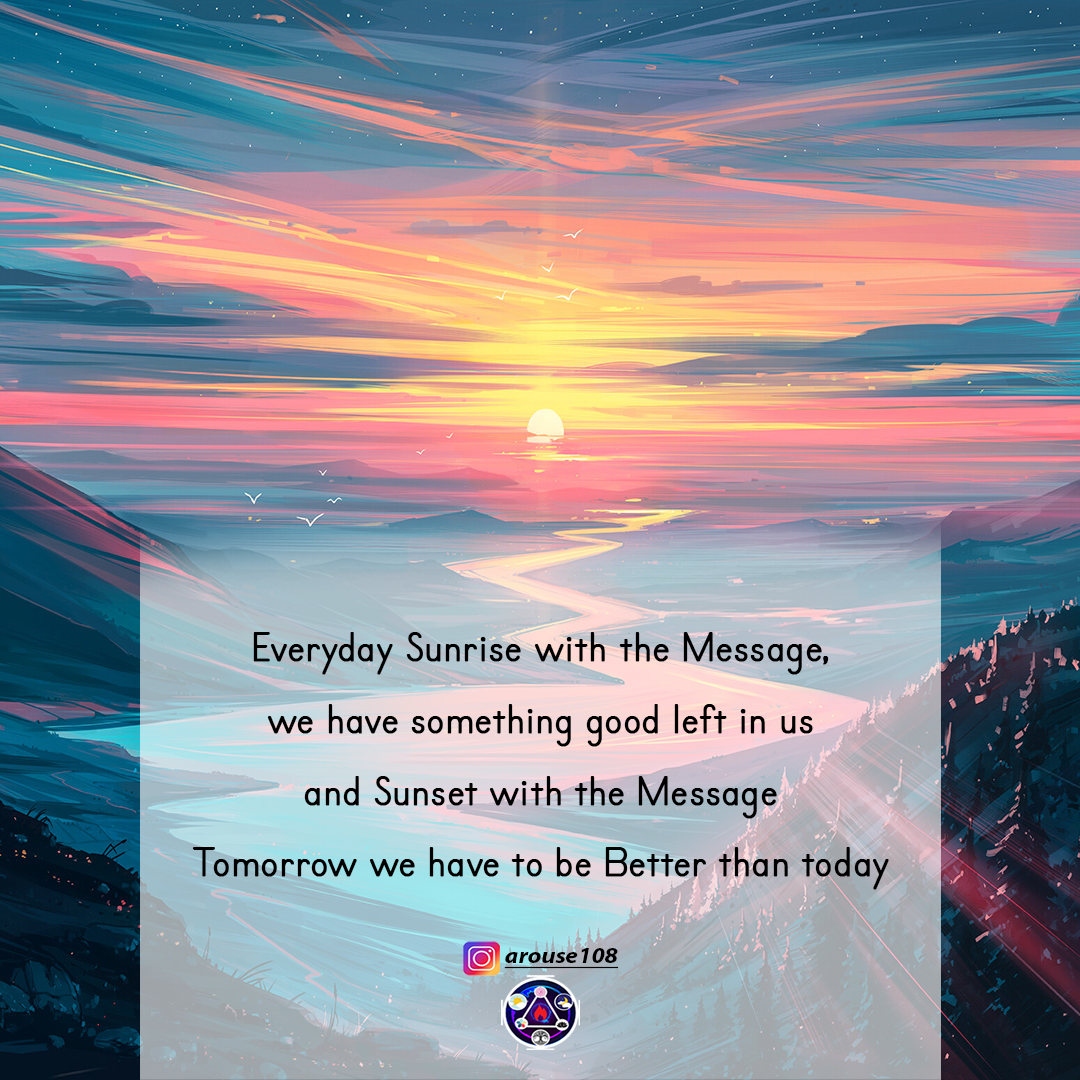 Everyday Sunrise with the Message,
we have something good left in us
and Sunset with the Message
Tomorrow we have to be Better than today
arouse108